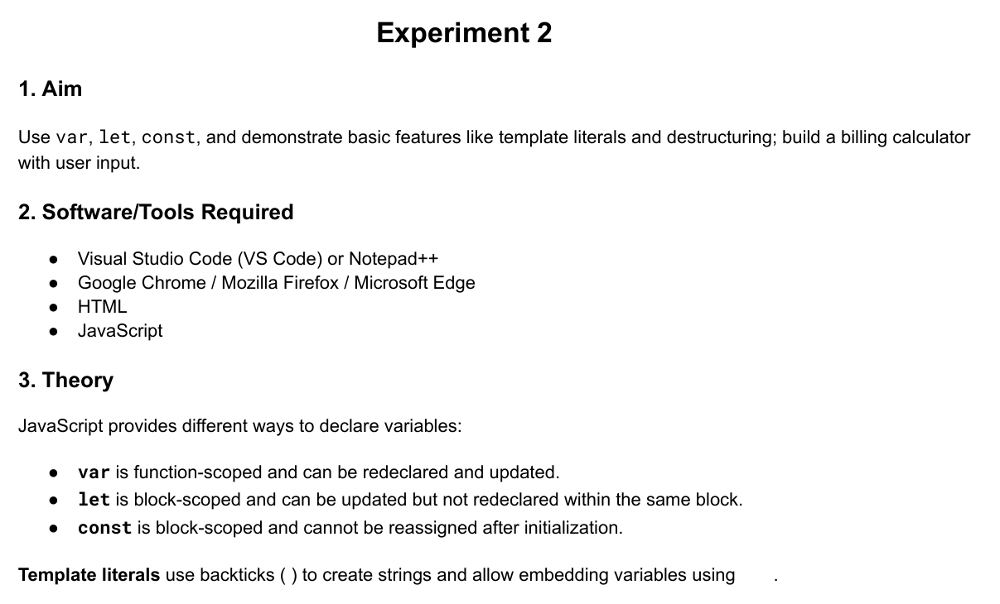 Experiment 2
1. Aim
Use var, let, const, and demonstrate basic features like template literals and destructuring; build a billing calculator
with user input.
2. Software/Tools Required
● Visual Studio Code (VS Code) or Notepad++
● Google Chrome / Mozilla Firefox / Microsoft Edge
● HTML
● JavaScript
3. Theory
JavaScript provides different ways to declare variables:
● var is function-scoped and can be redeclared and updated.
● let is block-scoped and can be updated but not redeclared within the same block.
● const is block-scoped and cannot be reassigned after initialization.
Template literals use backticks ( ) to create strings and allow embedding variables using .